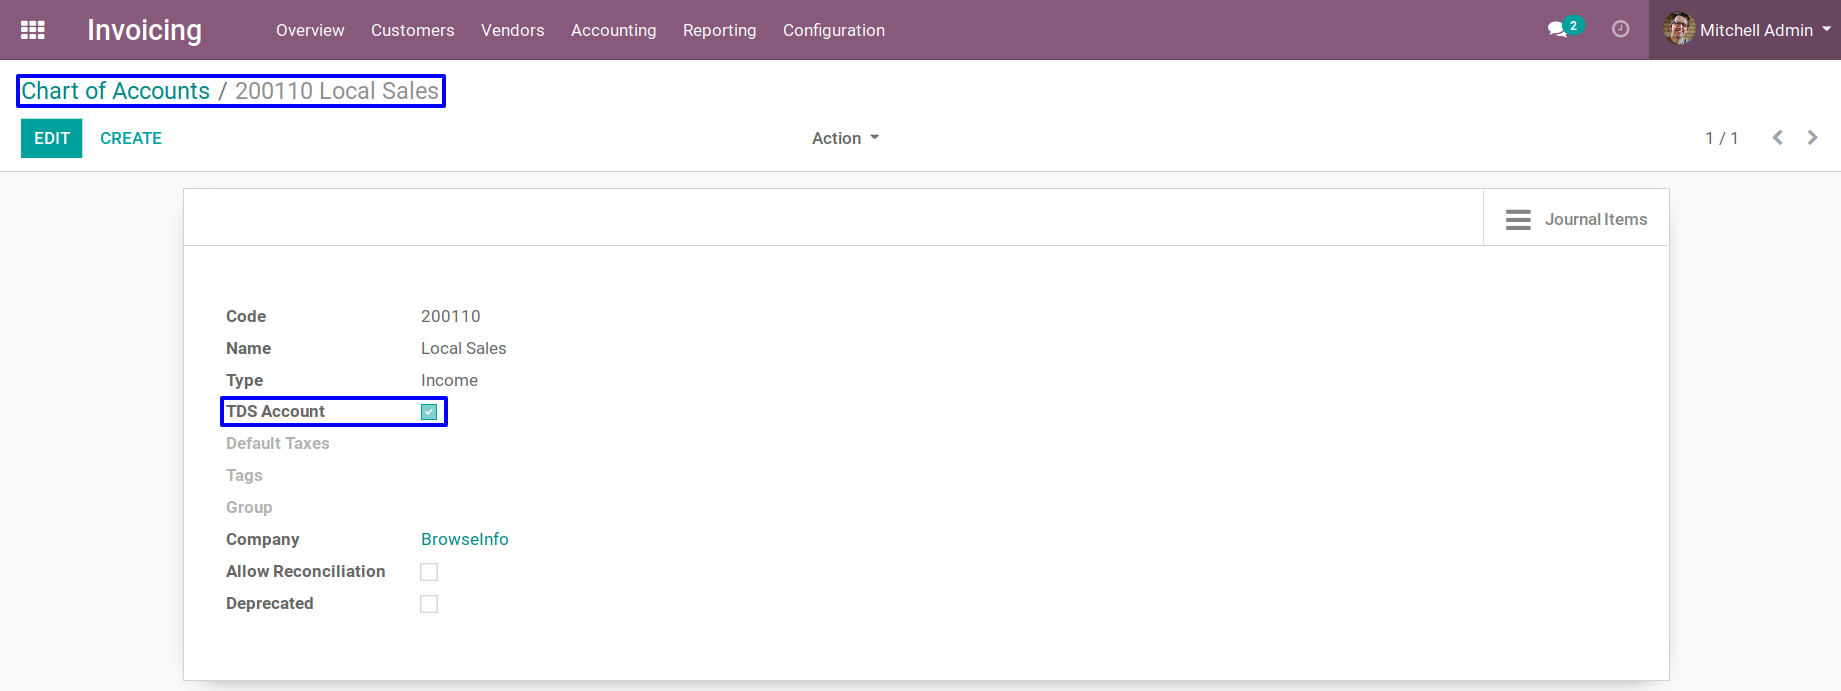 Invoicing Overview Customers Vendors Accounting Reporting Configuration 2 Mitchell Admin
Chart of Accounts / 200110 Local Sales
EDIT CREATE Action 1 / 1
Journal Items
Code 200110
Name Local Sales
Type Income
TDS Account
Default Taxes
Tags
Group
Company BrowseInfo
Allow Reconciliation
Deprecated